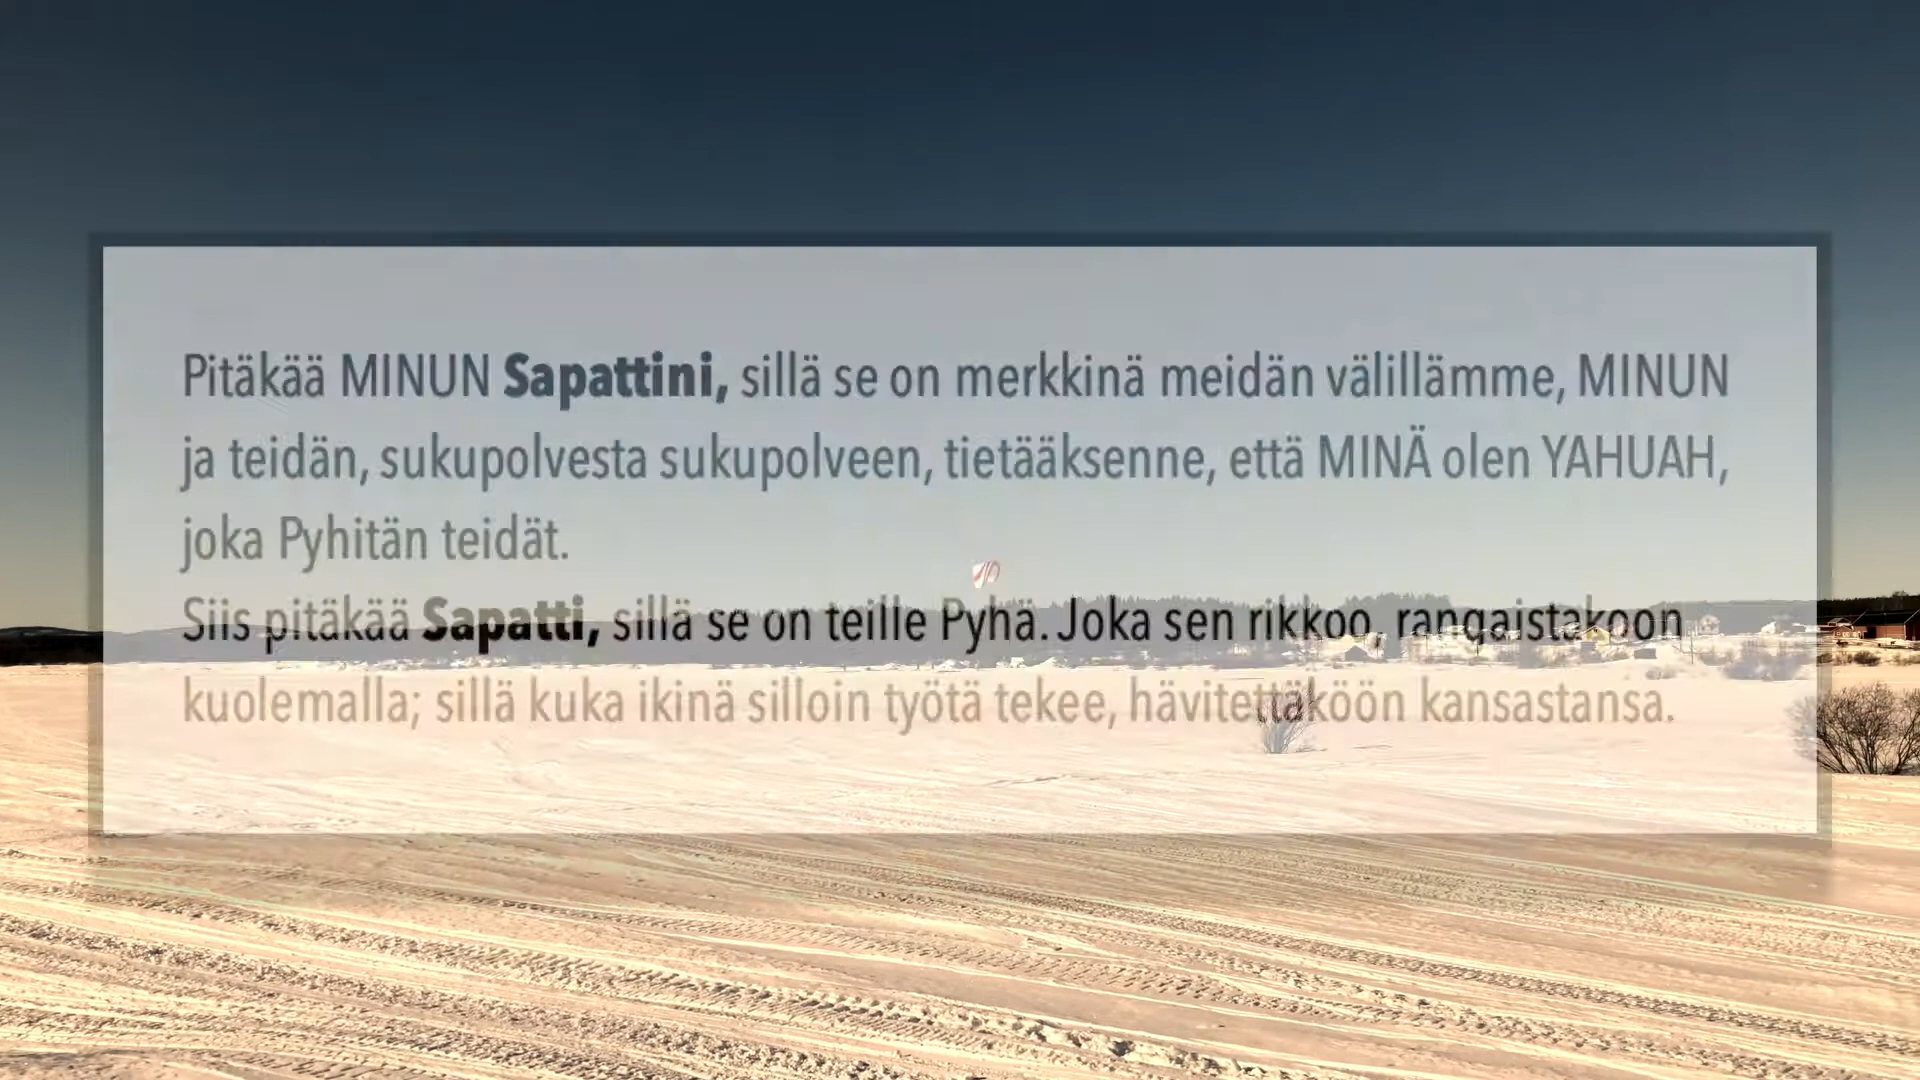 Pitäkää MINUN Sapattini, sillä se on merkkinä meidän välillämme, MINUN
ja teidän, sukupolvesta sukupolveen, tietääksenne, että MINÄ olen YAHUAH,
joka Pyhitän teidät.
Siis pitäkää Sapatti, sillä se on teille Pyhä. Joka sen rikkoo, rangaistakoon
kuolemalla; sillä kuka ikinä silloin työtä tekee, hävitettäköön kansastansa.